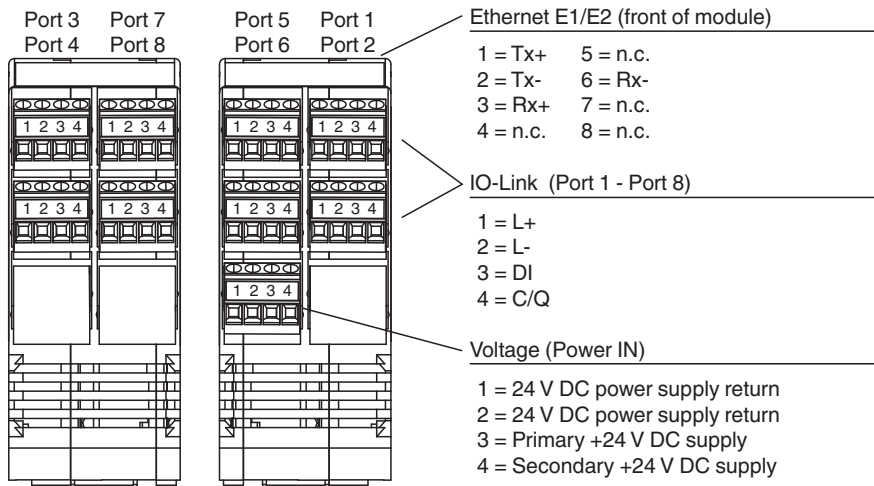 Port 3 Port 7 Port 5 Port 1
Port 4 Port 8 Port 6 Port 2
1 2 3 4 1 2 3 4 1 2 3 4 1 2 3 4
1 2 3 4 1 2 3 4 1 2 3 4 1 2 3 4
1 2 3 4
Ethernet E1/E2 (front of module)
1 = Tx+ 5 = n.c.
2 = Tx- 6 = Rx-
3 = Rx+ 7 = n.c.
4 = n.c. 8 = n.c.
IO-Link (Port 1 - Port 8)
1 = L+
2 = L-
3 = DI
4 = C/Q
Voltage (Power IN)
1 = 24 V DC power supply return
2 = 24 V DC power supply return
3 = Primary +24 V DC supply
4 = Secondary +24 V DC supply